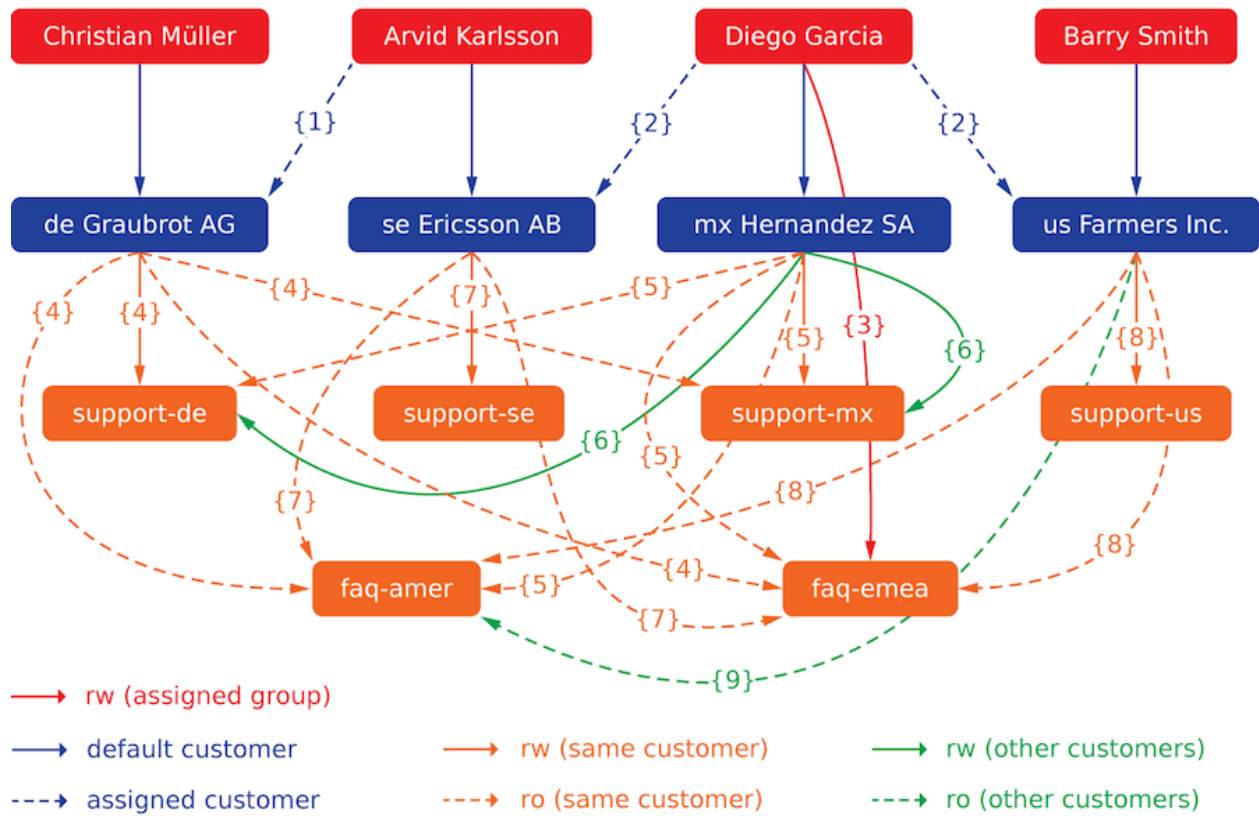 Christian Müller
Arvid Karlsson
Diego Garcia
Barry Smith
{1}
{2}
{2}
de Graubrot AG
se Ericsson AB
mx Hernandez SA
us Farmers Inc.
{4}
{4}
{4}
{7}
{5}
{5}
{3}
{6}
{8}
support-de
support-se
support-mx
support-us
{6}
{5}
{7}
{8}
{8}
faq-amer
{5}
{4}
faq-emea
{7}
{9}
rw (assigned group)
default customer
rw (same customer)
rw (other customers)
assigned customer
ro (same customer)
ro (other customers)